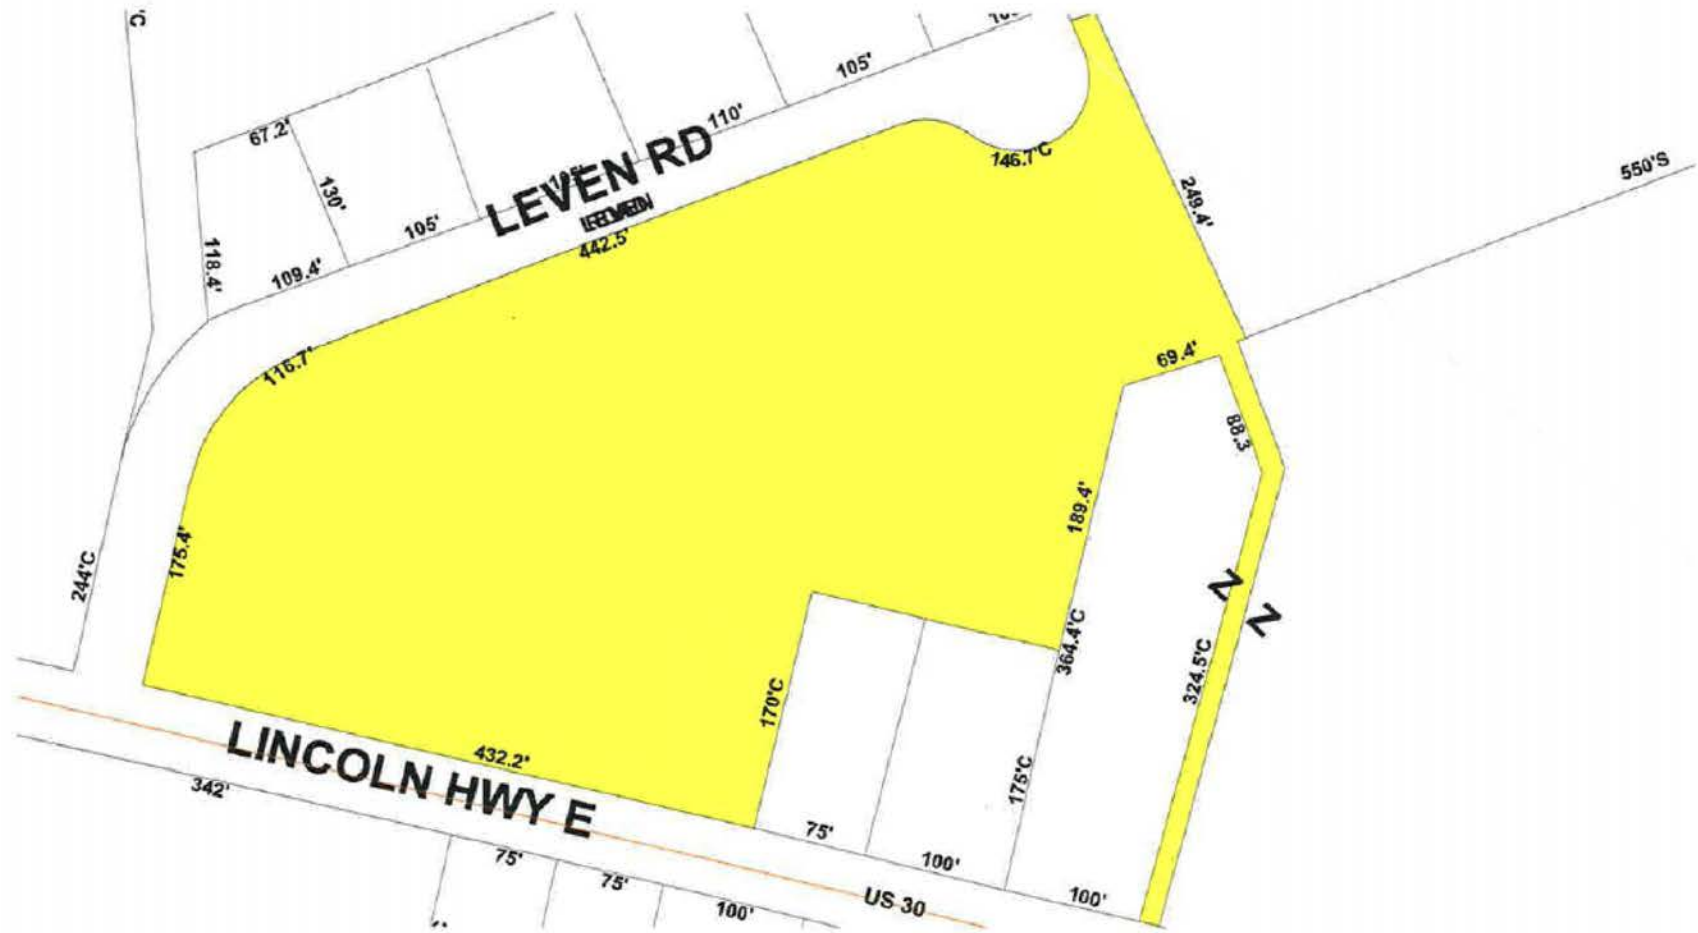 'C
67.2'
130'
118.4'
109.4'
105'
LEVEN RD
110'
105'
442.5'
146.7'C
249.4'
550'S
116.7'
69.4'
88.3
189.4'
175.4'
244'C
364.4'C
324.5'C
Z
Z
170'C
175'C
432.2'
LINCOLN HWY E
342'
75'
100'
100'
75'
75'
100'
US 30